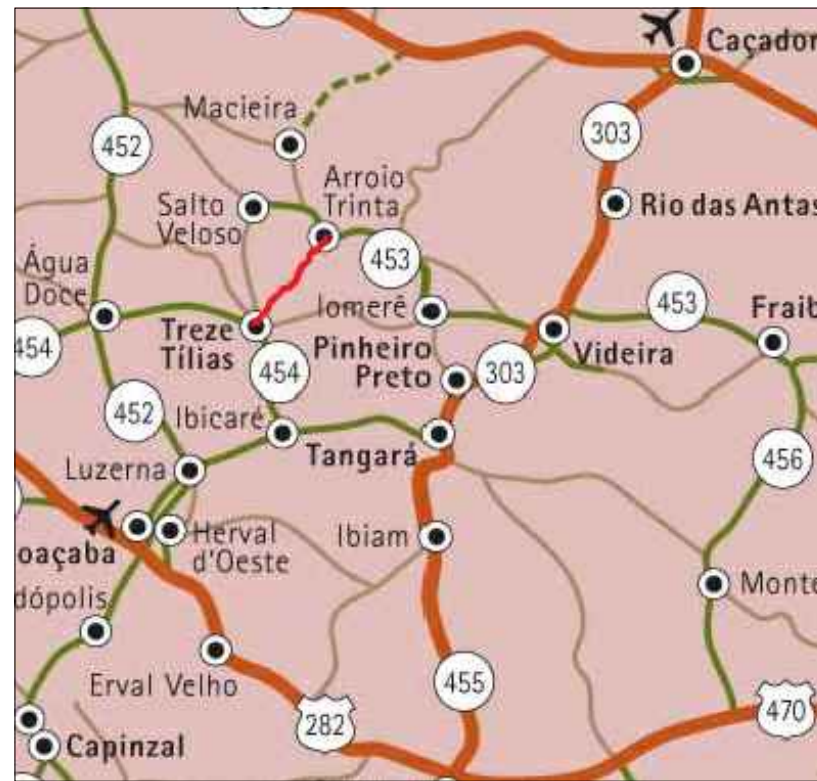 Caçador
Macieira
303
452
Arroio
Trinta
Salto
Veloso
Rio das Antas
453
Água
Doce
Iomerê
453
Fraib
Treze
Tílias
Pinheiro
Preto
Videira
454
454
303
452
Ibicaré
Tangará
456
Luzerna
Herval
d'Oeste
Ibiam
oaçaba
Monte
dópolis
Erval Velho
455
282
470
Capinzal